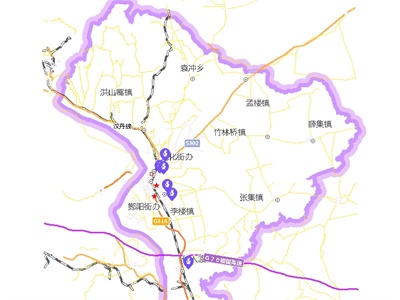 袁冲乡
洪山嘴镇
孟楼镇
薛集镇
汉丹线
竹林桥镇
S302
光化街办
张集镇
酂阳街办
李楼镇
G316
G70福银高速